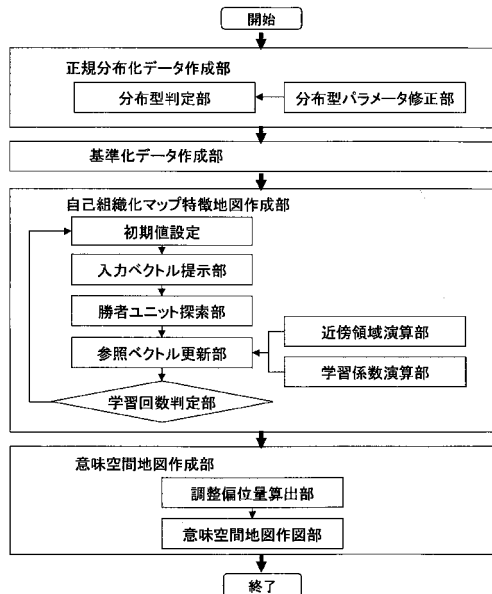 開始
正規分布化データ作成部
分布型判定部
分布型パラメータ修正部
基準化データ作成部
自己組織化マップ特徴地図作成部
初期値設定
入力ベクトル提示部
勝者ユニット探索部
参照ベクトル更新部
近傍領域演算部
学習係数演算部
学習回数判定部
意味空間地図作成部
調整偏位量算出部
意味空間地図作図部
終了